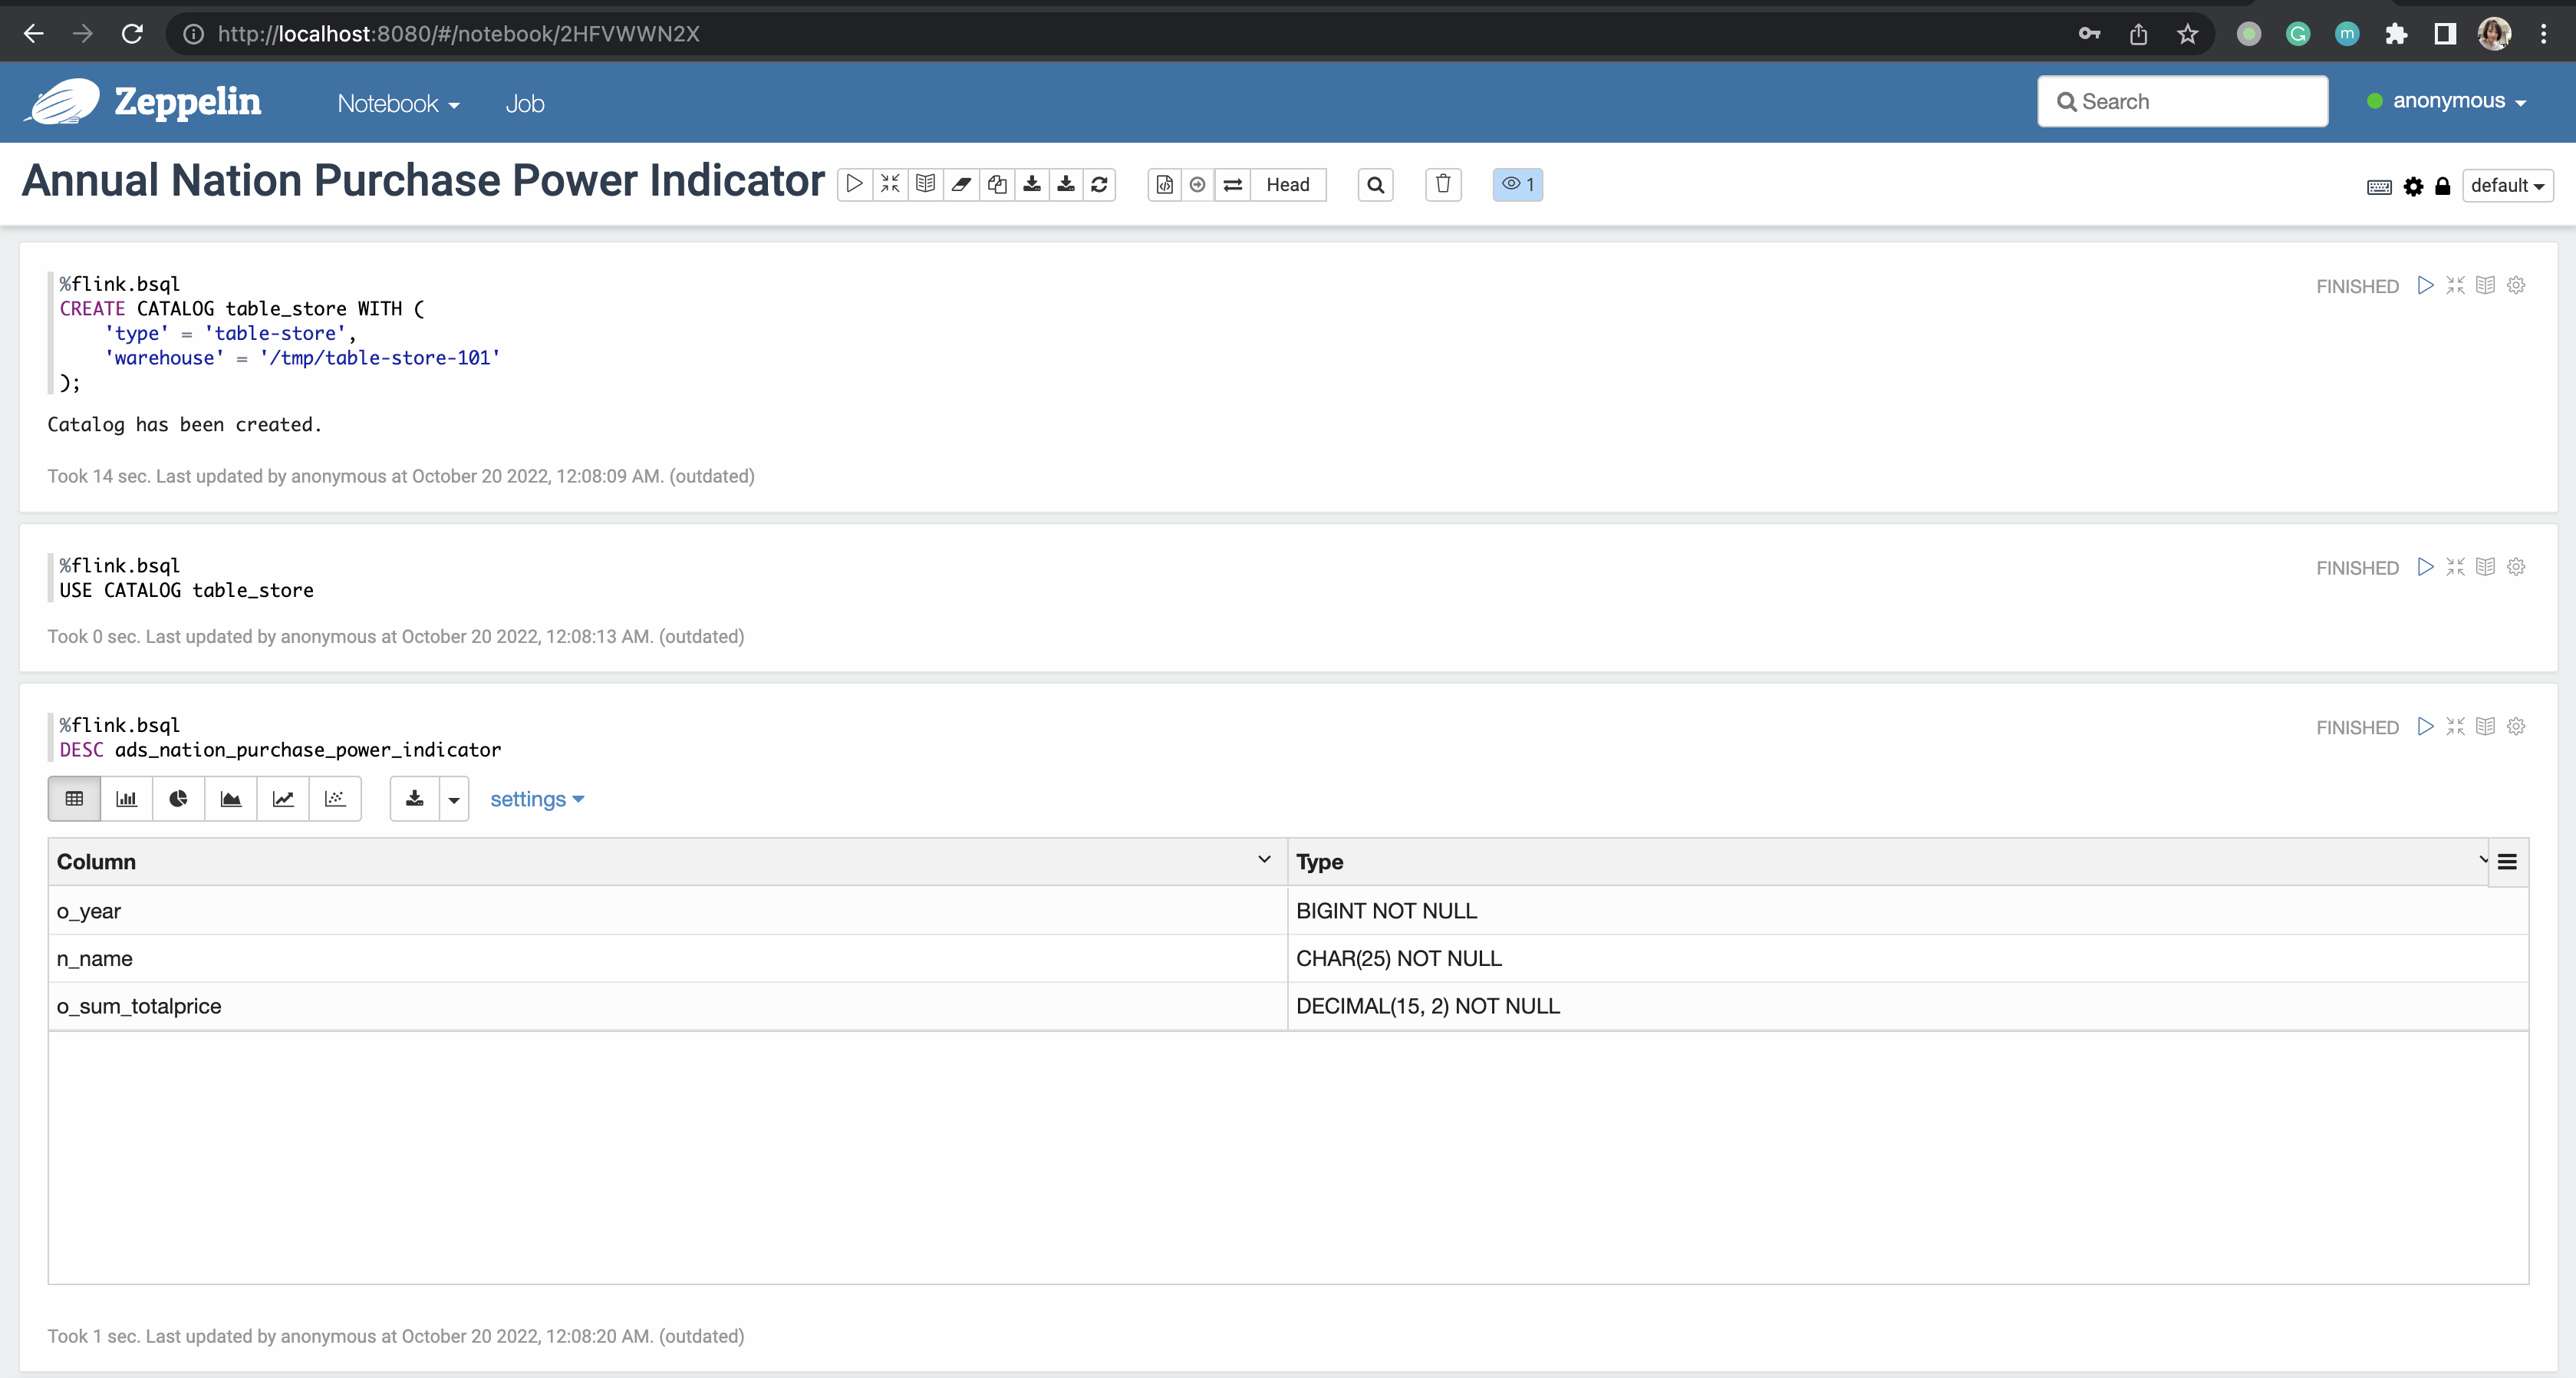 http://localhost:8080/#/notebook/2HFVWWN2X
G
m
Zeppelin
Notebook
Job
Search
anonymous
Annual Nation Purchase Power Indicator
Head
1
default
%flink.bsql
CREATE CATALOG table_store WITH (
'type' = 'table-store',
'warehouse' = '/tmp/table-store-101'
);
FINISHED
Catalog has been created.
Took 14 sec. Last updated by anonymous at October 20 2022, 12:08:09 AM. (outdated)
%flink.bsql
USE CATALOG table_store
FINISHED
Took 0 sec. Last updated by anonymous at October 20 2022, 12:08:13 AM. (outdated)
%flink.bsql
DESC ads_nation_purchase_power_indicator
FINISHED
settings
Column Type
o_year BIGINT NOT NULL
n_name CHAR(25) NOT NULL
o_sum_totalprice DECIMAL(15, 2) NOT NULL
Took 1 sec. Last updated by anonymous at October 20 2022, 12:08:20 AM. (outdated)